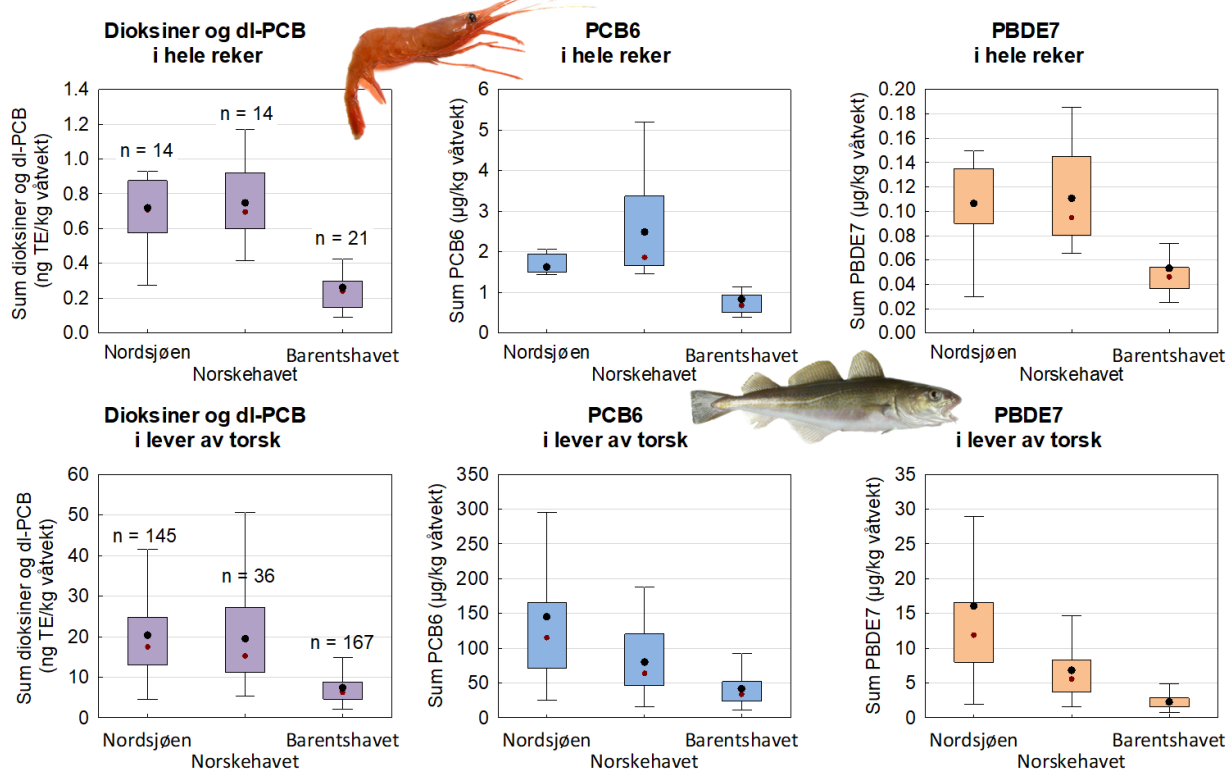 Dioksiner og dl-PCB
i hele reker
Sum dioksiner og dl-PCB
(ng TE/kg våtvekt)
1.4
1.2
1.0
0.8
0.6
0.4
0.2
0.0
n = 14
n = 14
n = 21
Nordsjøen
Norskehavet
Barentshavet
PCB6
i hele reker
Sum PCB6 (µg/kg våtvekt)
6
5
4
3
2
1
0
Nordsjøen
Norskehavet
Barentshavet
PBDE7
i hele reker
Sum PBDE7 (µg/kg våtvekt)
0.20
0.18
0.16
0.14
0.12
0.10
0.08
0.06
0.04
0.02
0.00
Nordsjøen
Norskehavet
Barentshavet
Dioksiner og dl-PCB
i lever av torsk
Sum dioksiner og dl-PCB
(ng TE/kg våtvekt)
60
50
40
30
20
10
0
n = 145
n = 36
n = 167
Nordsjøen
Norskehavet
Barentshavet
PCB6
i lever av torsk
Sum PCB6 (µg/kg våtvekt)
350
300
250
200
150
100
50
0
Nordsjøen
Norskehavet
Barentshavet
PBDE7
i lever av torsk
Sum PBDE7 (µg/kg våtvekt)
35
30
25
20
15
10
5
0
Nordsjøen
Norskehavet
Barentshavet